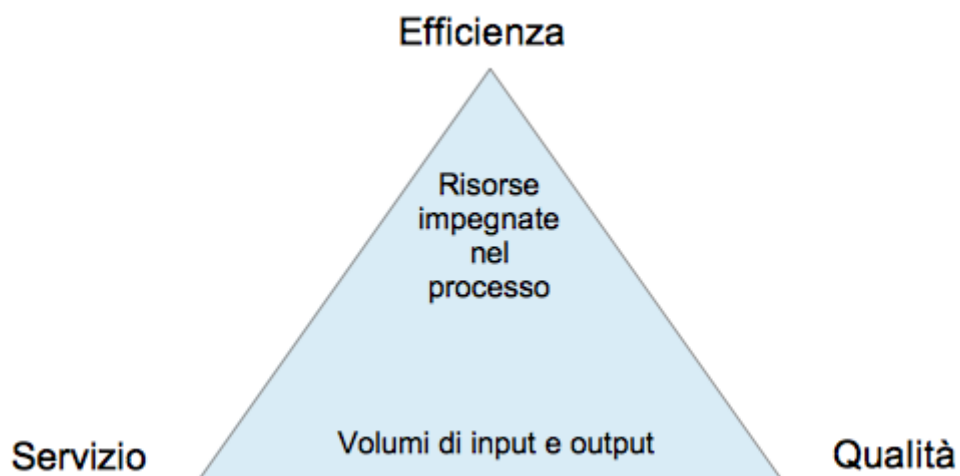 Efficienza
Risorse
impegnate
nel
processo
Volumi di input e output
Servizio
Qualità